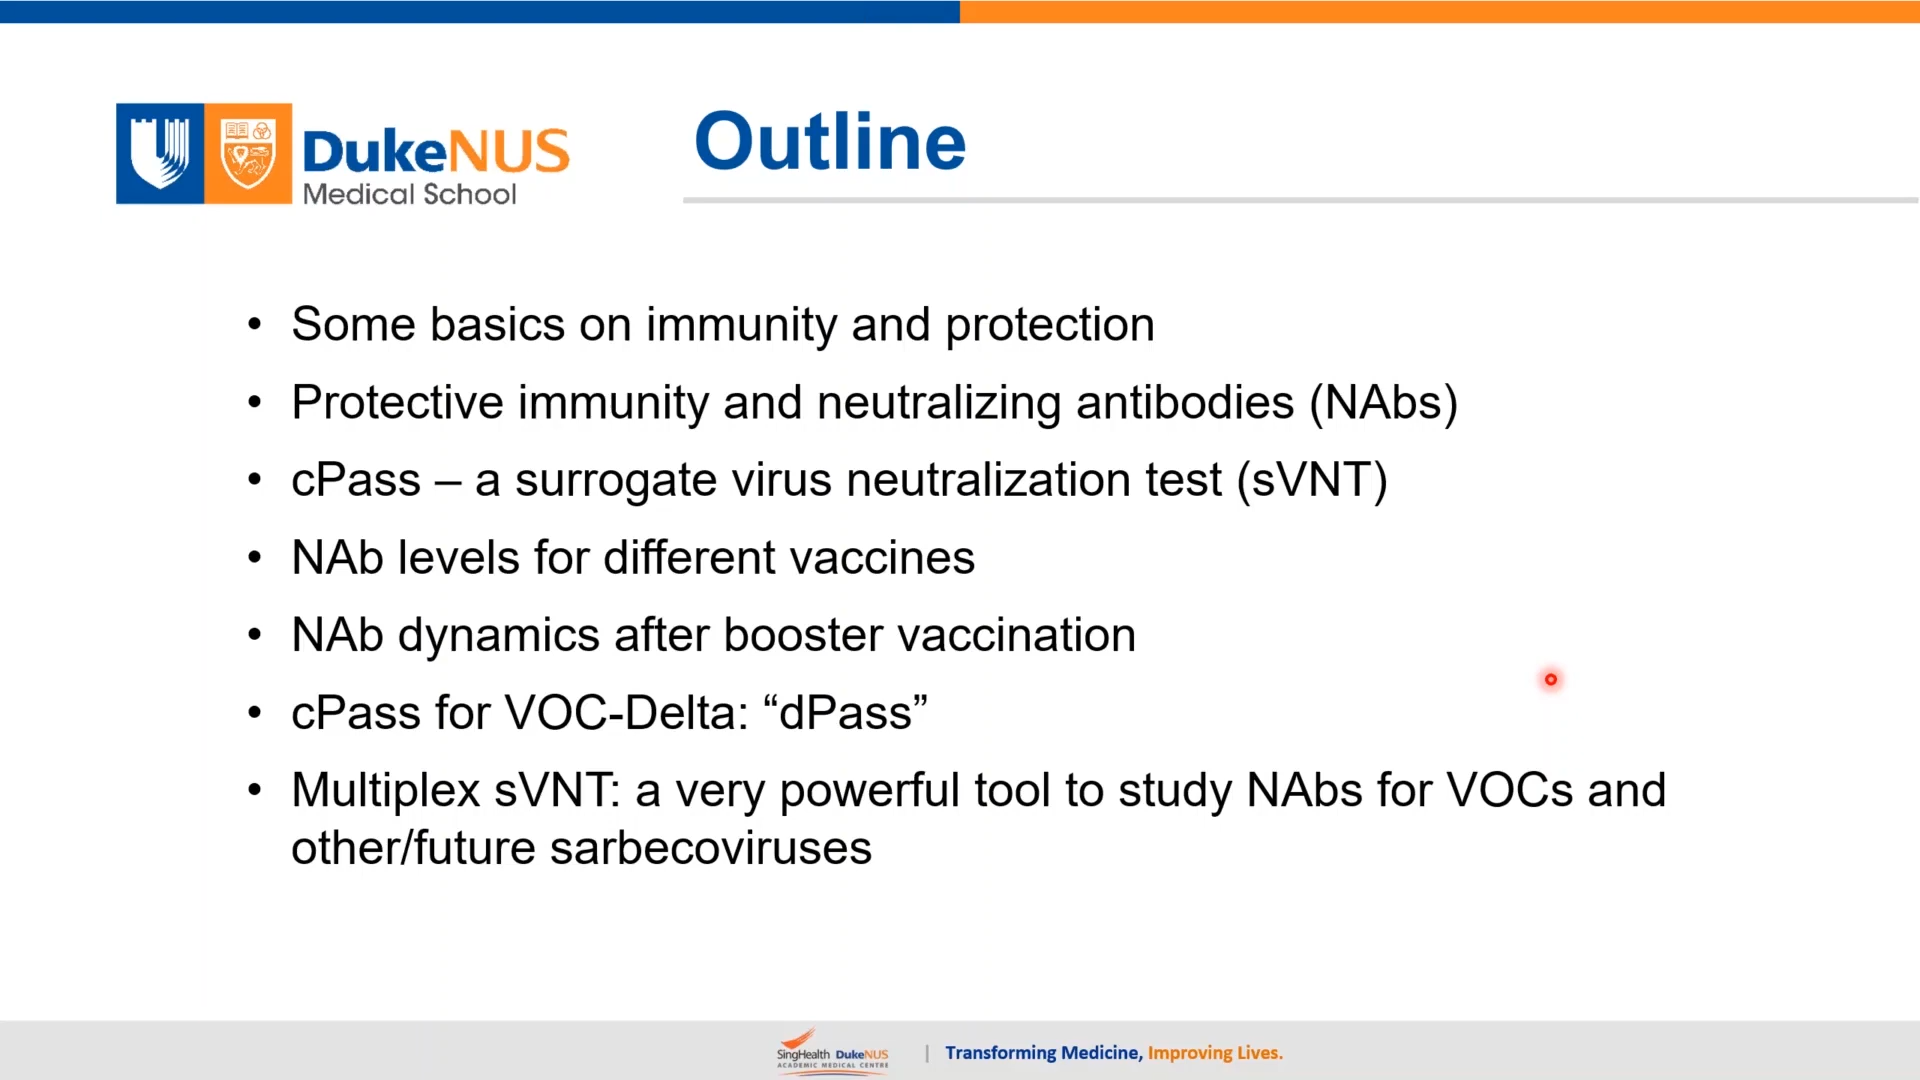 DukeNUS
Medical School
Outline
• Some basics on immunity and protection
• Protective immunity and neutralizing antibodies (NAbs)
• cPass – a surrogate virus neutralization test (sVNT)
• NAb levels for different vaccines
• NAb dynamics after booster vaccination
• cPass for VOC-Delta: “dPass”
• Multiplex sVNT: a very powerful tool to study NAbs for VOCs and
other/future sarbecoviruses
SingHealth DukeNUS
ACADEMIC MEDICAL CENTRE
| Transforming Medicine, Improving Lives.